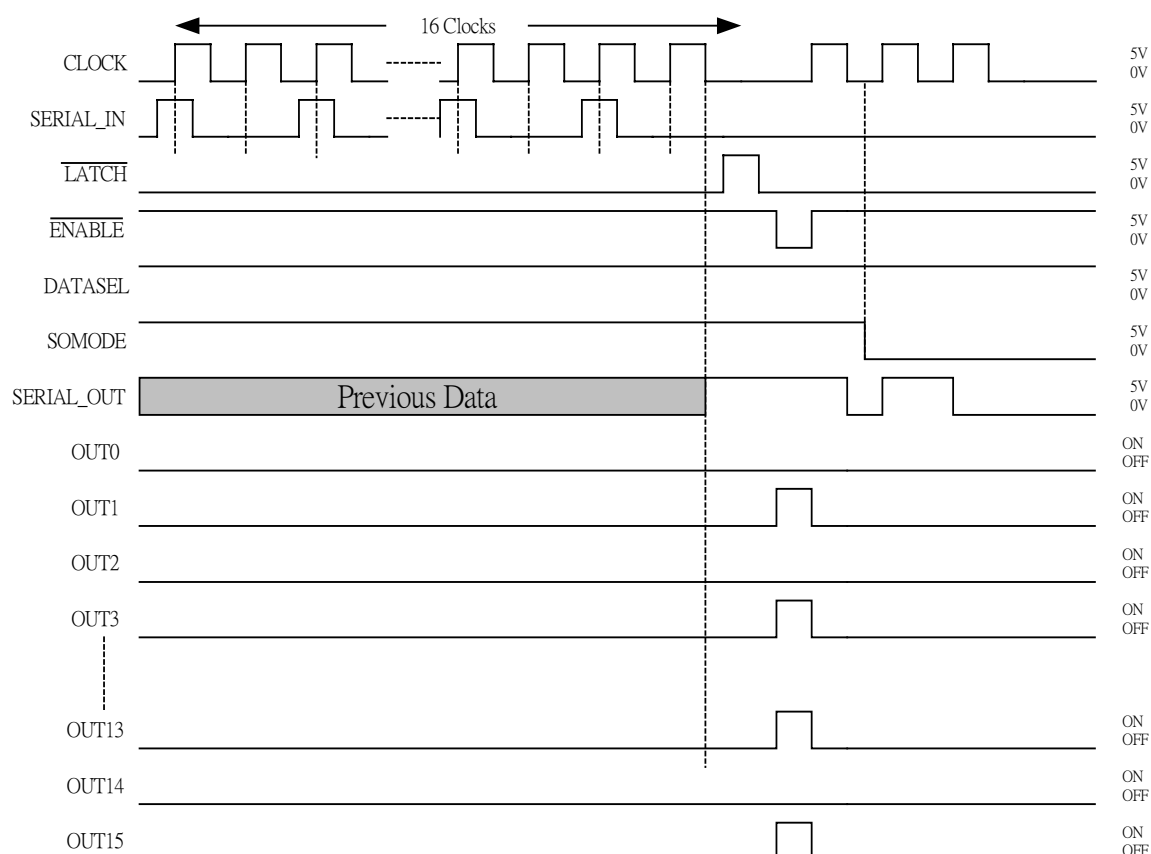 16 Clocks
CLOCK
5V
0V
SERIAL_IN
5V
0V
LATCH
5V
0V
ENABLE
5V
0V
DATASEL
5V
0V
SOMODE
5V
0V
SERIAL_OUT
Previous Data
5V
0V
OUT0
ON
OFF
OUT1
ON
OFF
OUT2
ON
OFF
OUT3
ON
OFF
OUT13
ON
OFF
OUT14
ON
OFF
OUT15
ON
OFF